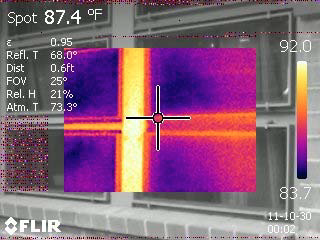 Spot 87.4 °F
ε 0.95
Refl. T 68.0°
Dist 0.6ft
FOV 25°
Rel. H 21%
Atm. T 73.3°
92.0
83.7
FLIR
11-10-30
00:02